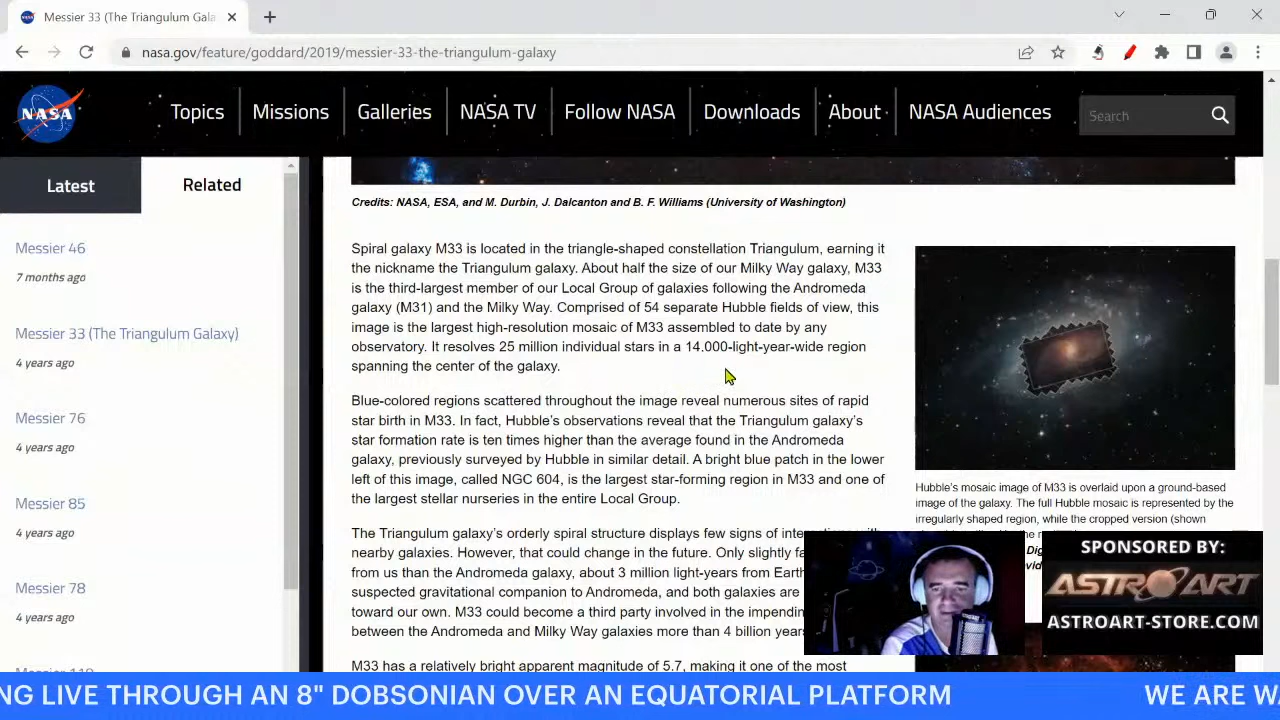 Messier 33 (The Triangulum Gala
nasa.gov/feature/goddard/2019/messier-33-the-triangulum-galaxy
NASA
Topics
Missions
Galleries
NASA TV
Follow NASA
Downloads
About
NASA Audiences
Search
Latest
Related
Messier 46
7 months ago
Messier 33 (The Triangulum Galaxy)
4 years ago
Messier 76
4 years ago
Messier 85
4 years ago
Messier 78
4 years ago
Credits: NASA, ESA, and M. Durbin, J. Dalcanton and B. F. Williams (University of Washington)
Spiral galaxy M33 is located in the triangle-shaped constellation Triangulum, earning it
the nickname the Triangulum galaxy. About half the size of our Milky Way galaxy, M33
is the third-largest member of our Local Group of galaxies following the Andromeda
galaxy (M31) and the Milky Way. Comprised of 54 separate Hubble fields of view, this
image is the largest high-resolution mosaic of M33 assembled to date by any
observatory. It resolves 25 million individual stars in a 14,000-light-year-wide region
spanning the center of the galaxy.
Blue-colored regions scattered throughout the image reveal numerous sites of rapid
star birth in M33. In fact, Hubble's observations reveal that the Triangulum galaxy's
star formation rate is ten times higher than the average found in the Andromeda
galaxy, previously surveyed by Hubble in similar detail. A bright blue patch in the lower
left of this image, called NGC 604, is the largest star-forming region in M33 and one of
the largest stellar nurseries in the entire Local Group.
The Triangulum galaxy's orderly spiral structure displays few signs of
nearby galaxies. However, that could change in the future. Only slightly fa
from us than the Andromeda galaxy, about 3 million light-years from Earth
suspected gravitational companion to Andromeda, and both galaxies are
toward our own. M33 could become a third party involved in the impendin
between the Andromeda and Milky Way galaxies more than 4 billion years
M33 has a relatively bright apparent magnitude of 5.7, making it one of the most
Hubble's mosaic image of M33 is overlaid upon a ground-based
image of the galaxy. The full Hubble mosaic is represented by the
irregularly shaped region, while the cropped version (shown
SPONSORED BY:
ASTROART
ASTROART-STORE.COM
NG LIVE THROUGH AN 8" DOBSONIAN OVER AN EQUATORIAL PLATFORM
WE ARE WA